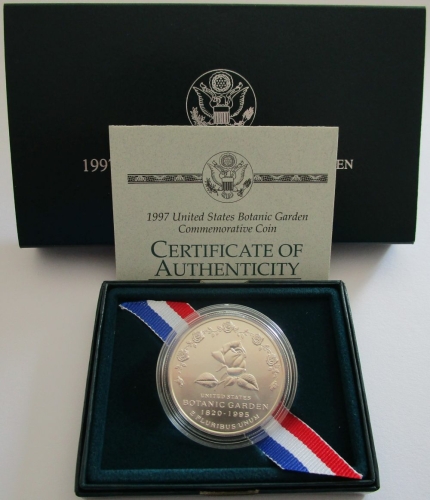 1997
EN
1997 United States Botanic Garden
Commemorative Coin
CERTIFICATE OF
AUTHENTICITY
UNITED STATES
BOTANIC GARDEN
1820-1995
E PLURIBUS UNUM